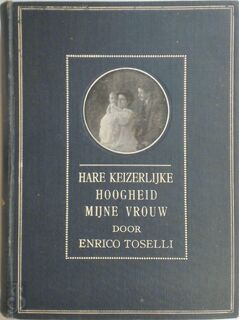 HARE KEIZERLIJKE
HOOGHEID
MIJNE VROUW
DOOR
ENRICO TOSELLI